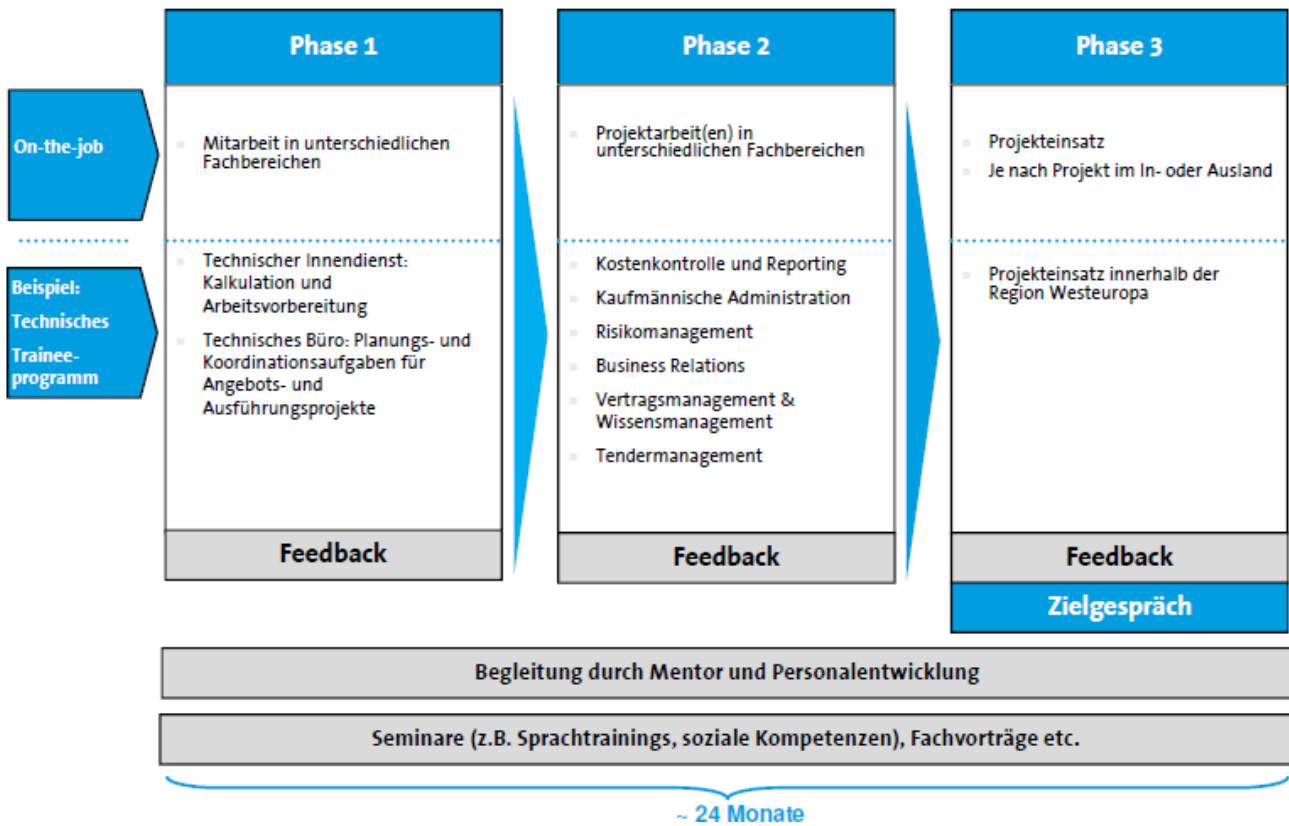 Phase 1
Phase 2
Phase 3
On-the-job
Mitarbeit in unterschiedlichen
Fachbereichen
Projektarbeit(en) in
unterschiedlichen Fachbereichen
Projekteinsatz
Je nach Projekt im In- oder Ausland
Beispiel:
Technisches
Trainee-
programm
Technischer Innendienst:
Kalkulation und
Arbeitsvorbereitung
Technisches Büro: Planungs- und
Koordinationsaufgaben für
Angebots- und
Ausführungsprojekte
Kostenkontrolle und Reporting
Kaufmännische Administration
Risikomanagement
Business Relations
Vertragsmanagement &
Wissensmanagement
Tendermanagement
Projekteinsatz innerhalb der
Region Westeuropa
Feedback
Feedback
Feedback
Zielgespräch
Begleitung durch Mentor und Personalentwicklung
Seminare (z.B. Sprachtrainings, soziale Kompetenzen), Fachvorträge etc.
~ 24 Monate